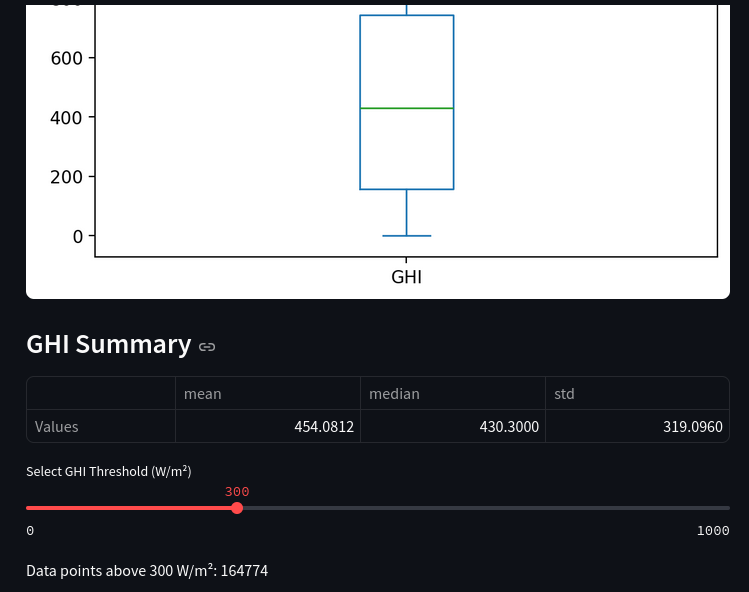 600
400
200
0
GHI
GHI Summary
mean median std
Values 454.0812 430.3000 319.0960
Select GHI Threshold (W/m²)
300
0 1000
Data points above 300 W/m²: 164774